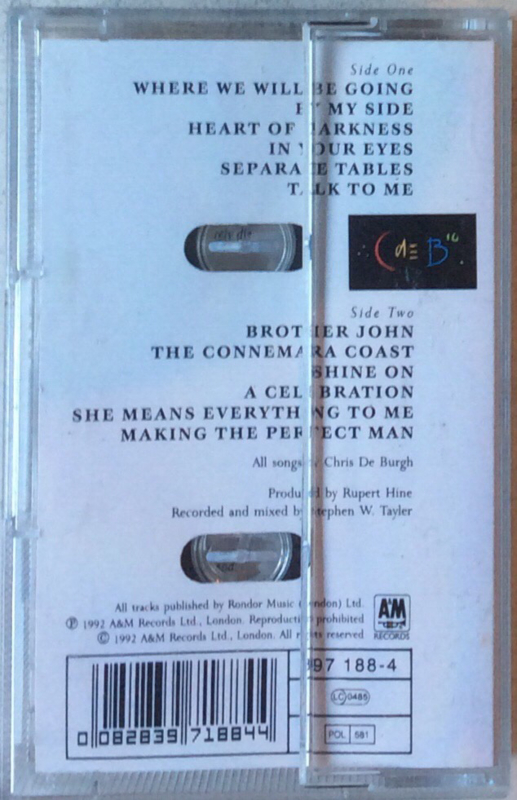 Side One
WHERE WE WILL BE GOING
BY MY SIDE
HEART OF DARKNESS
IN YOUR EYES
SEPARATE TABLES
TALK TO ME
C dE B "10
Side Two
BROTHER JOHN
THE CONNEMARA COAST
SHINE ON
A CELEBRATION
SHE MEANS EVERYTHING TO ME
MAKING THE PERFECT MAN
All songs by Chris De Burgh
Produced by Rupert Hine
Recorded and mixed by Stephen W. Tayler
All tracks published by Rondor Music (London) Ltd.
℗ 1992 A&M Records Ltd., London. Reproduction prohibited
© 1992 A&M Records Ltd., London. All rights reserved
A&M
RECORDS
397 188-4
LC 0485
POL 581
0 082839 718844